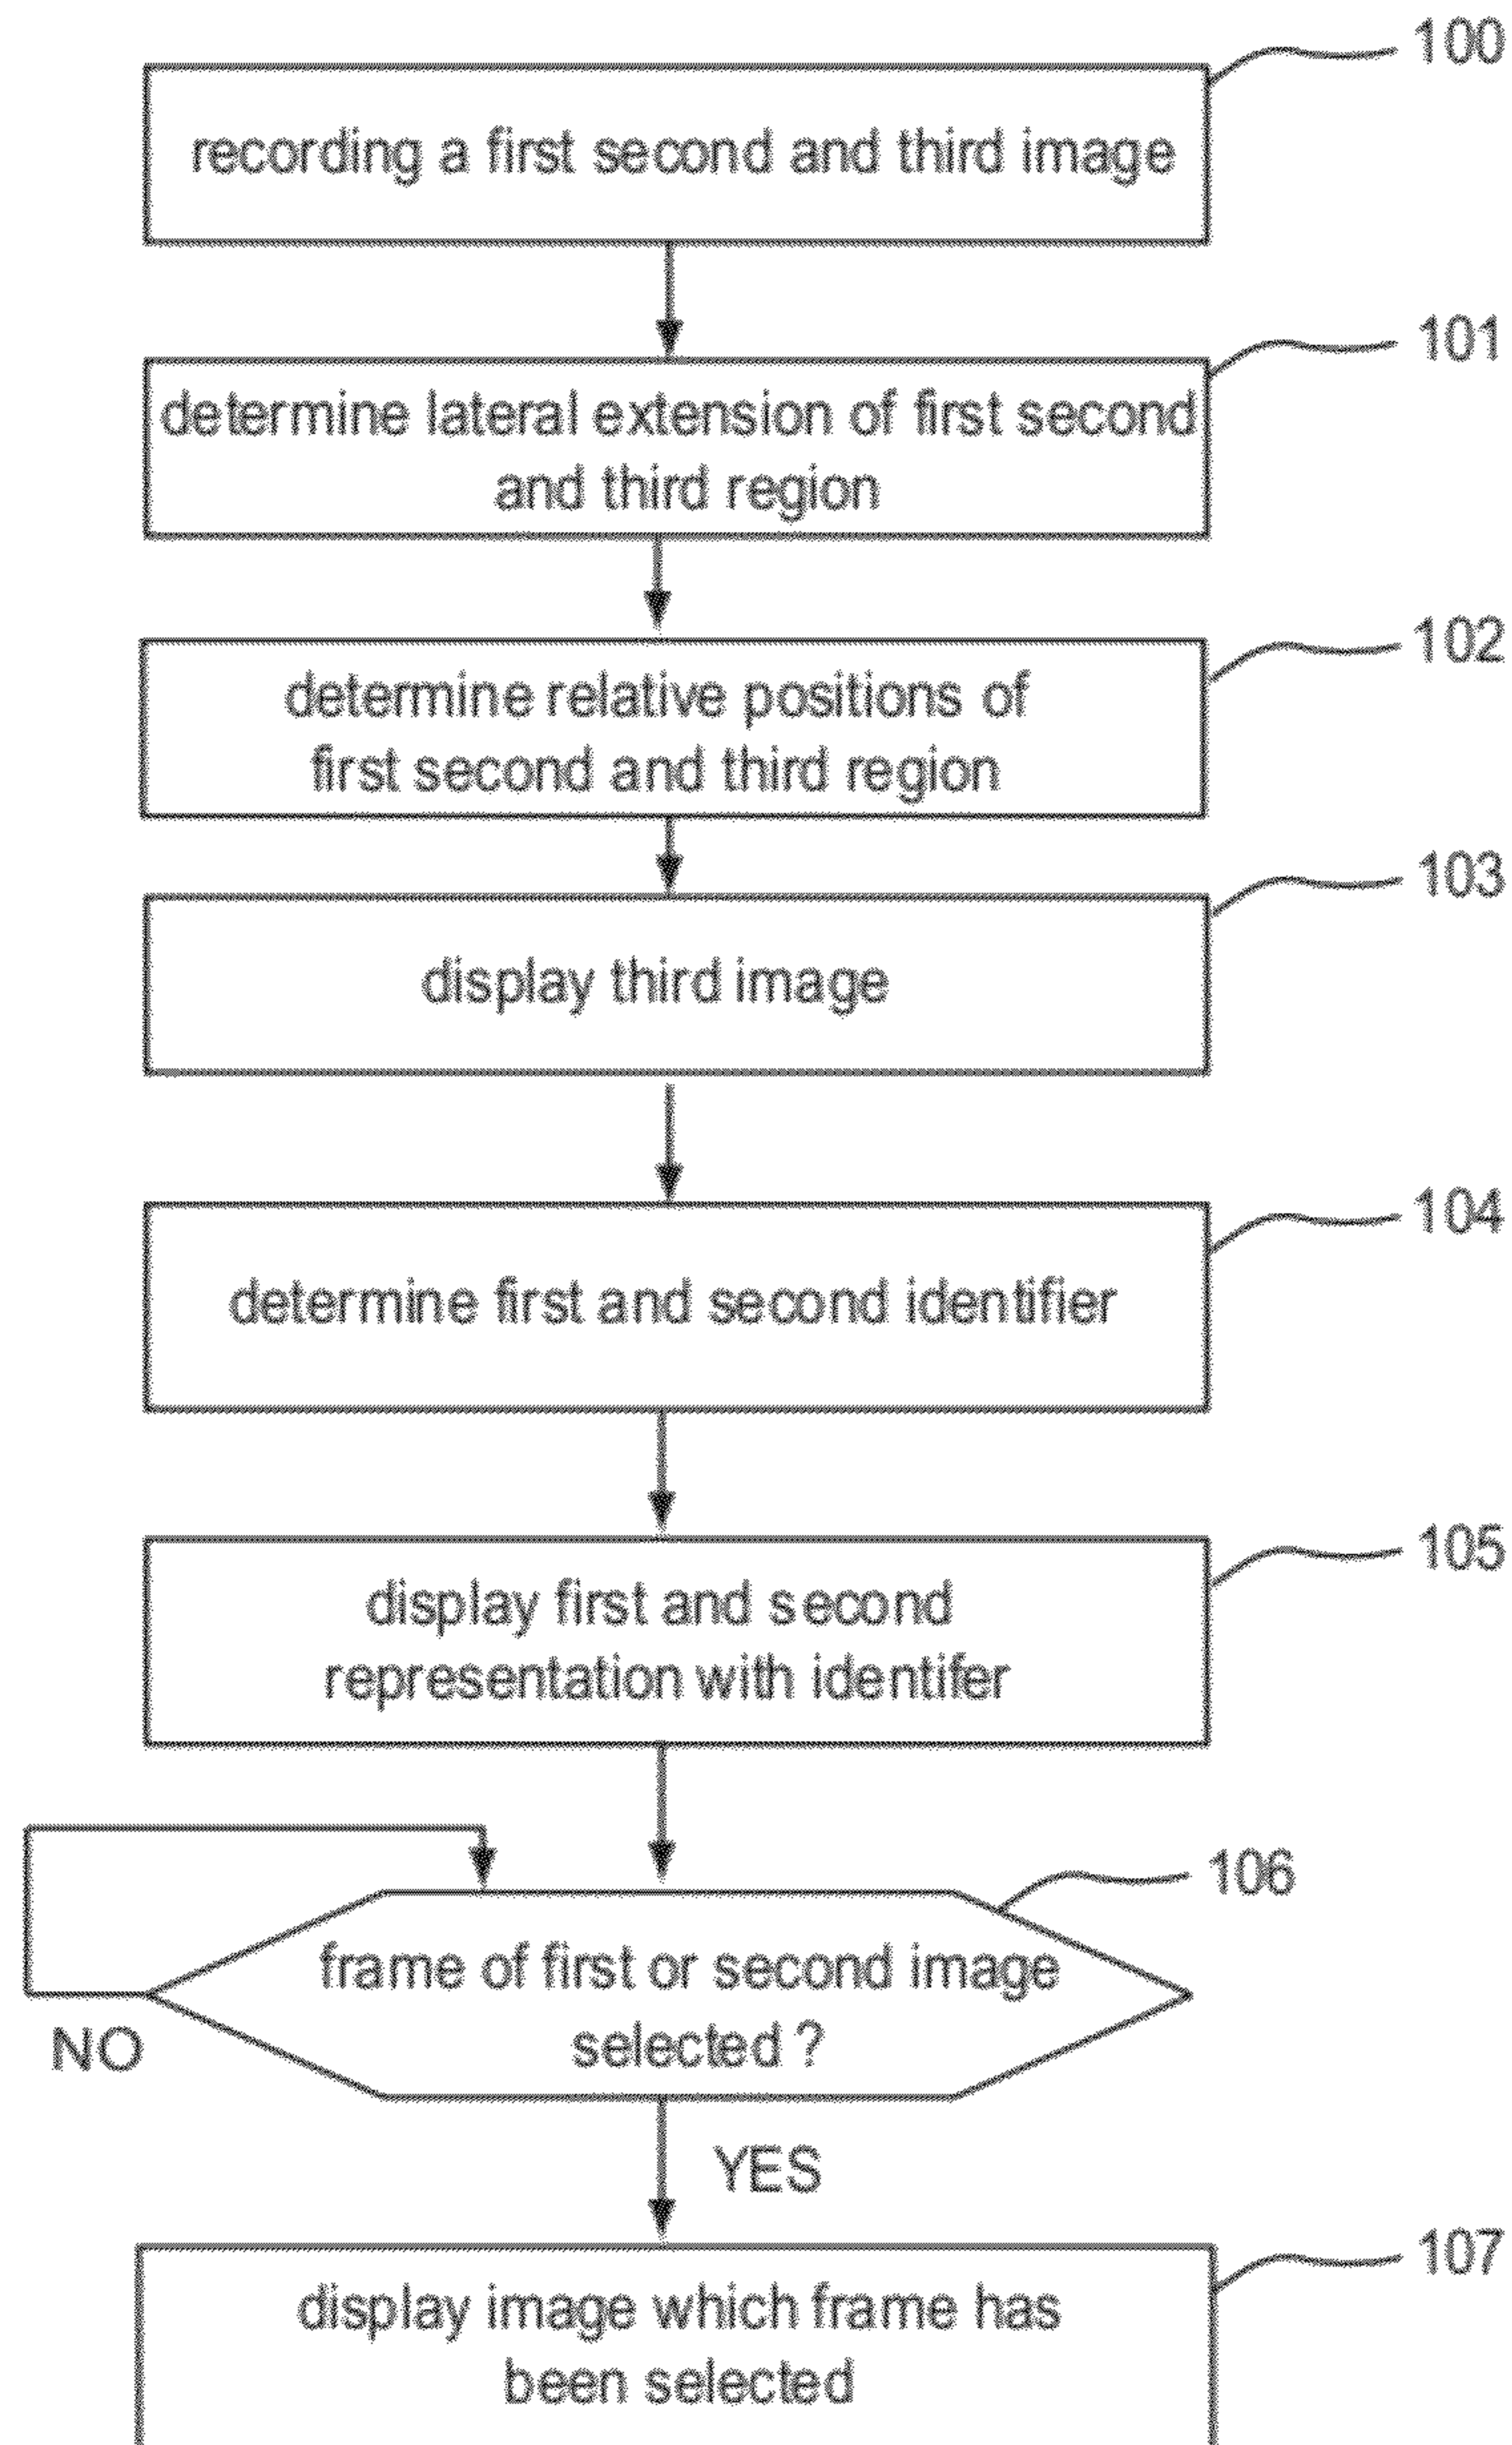 100
recording a first second and third image
101
determine lateral extension of first second
and third region
102
determine relative positions of
first second and third region
103
display third image
104
determine first and second identifier
105
display first and second
representation with identifer
106
frame of first or second image
selected ?
NO
YES
107
display image which frame has
been selected